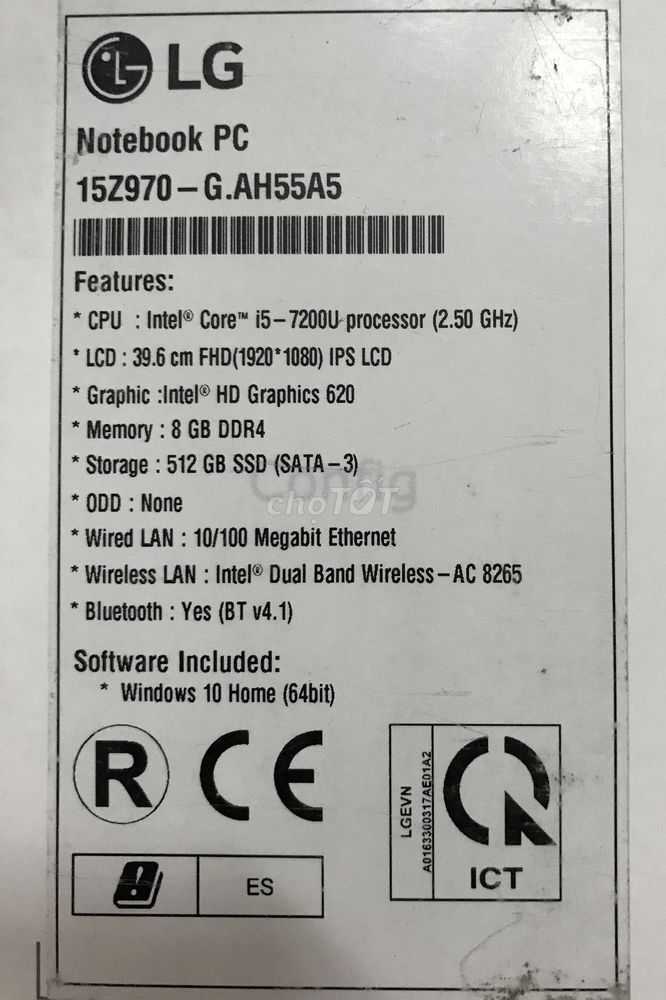 LG
Notebook PC
15Z970-G.AH55A5
Features:
* CPU : Intel® Core™ i5-7200U processor (2.50 GHz)
* LCD : 39.6 cm FHD(1920*1080) IPS LCD
* Graphic :Intel® HD Graphics 620
* Memory : 8 GB DDR4
* Storage : 512 GB SSD (SATA-3)
Config
chợTỐT
* ODD : None
* Wired LAN : 10/100 Megabit Ethernet
* Wireless LAN : Intel® Dual Band Wireless-AC 8265
* Bluetooth : Yes (BT v4.1)
Software Included:
* Windows 10 Home (64bit)
R CE
LGEVN
A0163300317AE01A2
ICT
ES